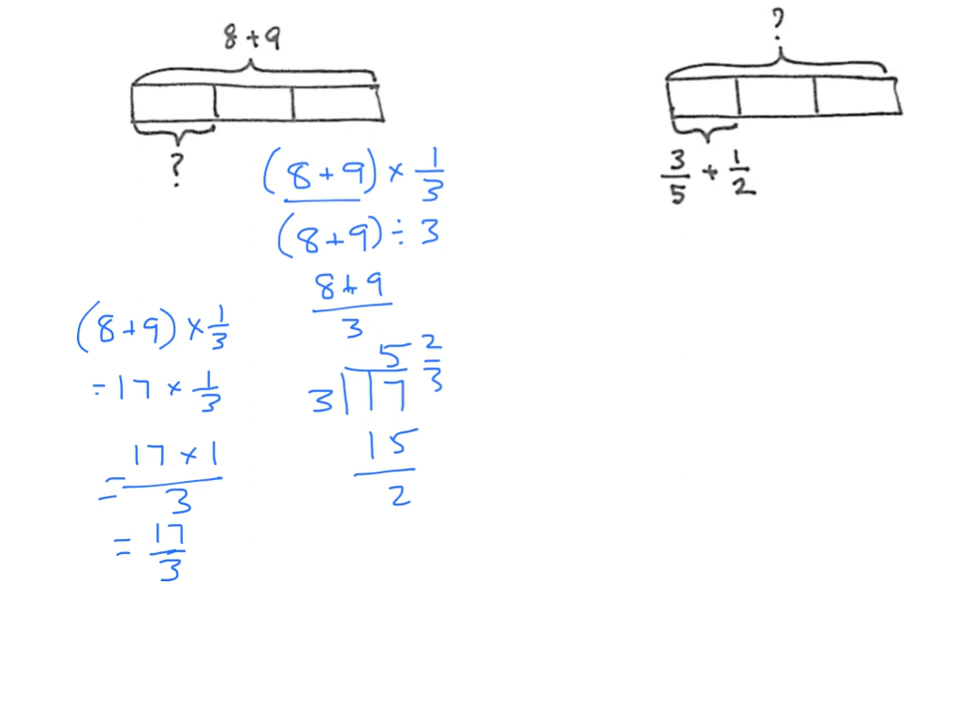 8+9
?
(8+9) × 1/3
(8+9) ÷ 3
8+9/3
5 2/3
3 17
15
2
(8+9) × 1/3
= 17 × 1/3
= 17 × 1/3
= 17/3
?
3/5 + 1/2